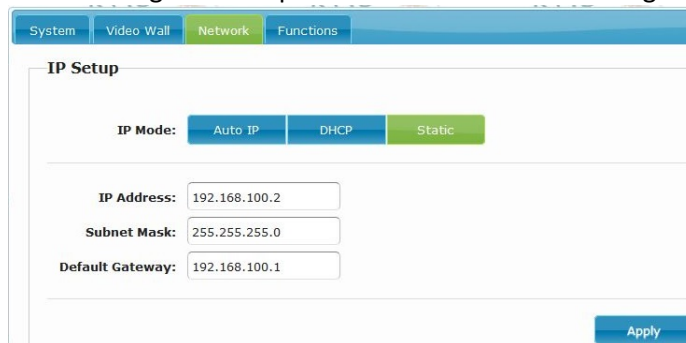 System Video Wall Network Functions
IP Setup
IP Mode: Auto IP DHCP Static
IP Address: 192.168.100.2
Subnet Mask: 255.255.255.0
Default Gateway: 192.168.100.1
Apply